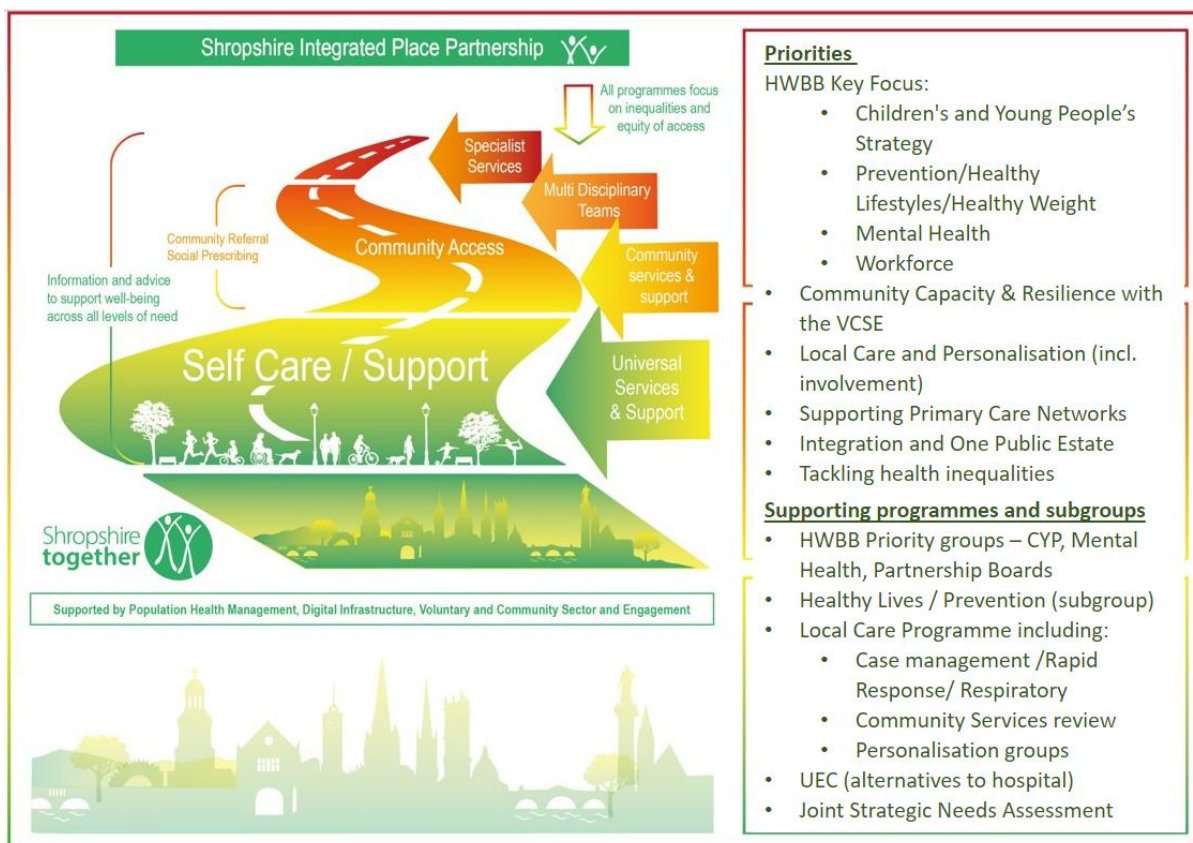 Shropshire Integrated Place Partnership
All programmes focus
on inequalities and
equity of access
Specialist
Services
Multi Disciplinary
Teams
Community Referral
Social Prescribing
Community Access
Community
services &
support
Information and advice
to support well-being
across all levels of need
Self Care / Support
Universal
Services
& Support
Shropshire
together
Supported by Population Health Management, Digital Infrastructure, Voluntary and Community Sector and Engagement
Priorities
HWBB Key Focus:
• Children's and Young People’s
Strategy
• Prevention/Healthy
Lifestyles/Healthy Weight
• Mental Health
• Workforce
• Community Capacity & Resilience with
the VCSE
• Local Care and Personalisation (incl.
involvement)
• Supporting Primary Care Networks
• Integration and One Public Estate
• Tackling health inequalities
Supporting programmes and subgroups
• HWBB Priority groups – CYP, Mental
Health, Partnership Boards
• Healthy Lives / Prevention (subgroup)
• Local Care Programme including:
• Case management /Rapid
Response/ Respiratory
• Community Services review
• Personalisation groups
• UEC (alternatives to hospital)
• Joint Strategic Needs Assessment